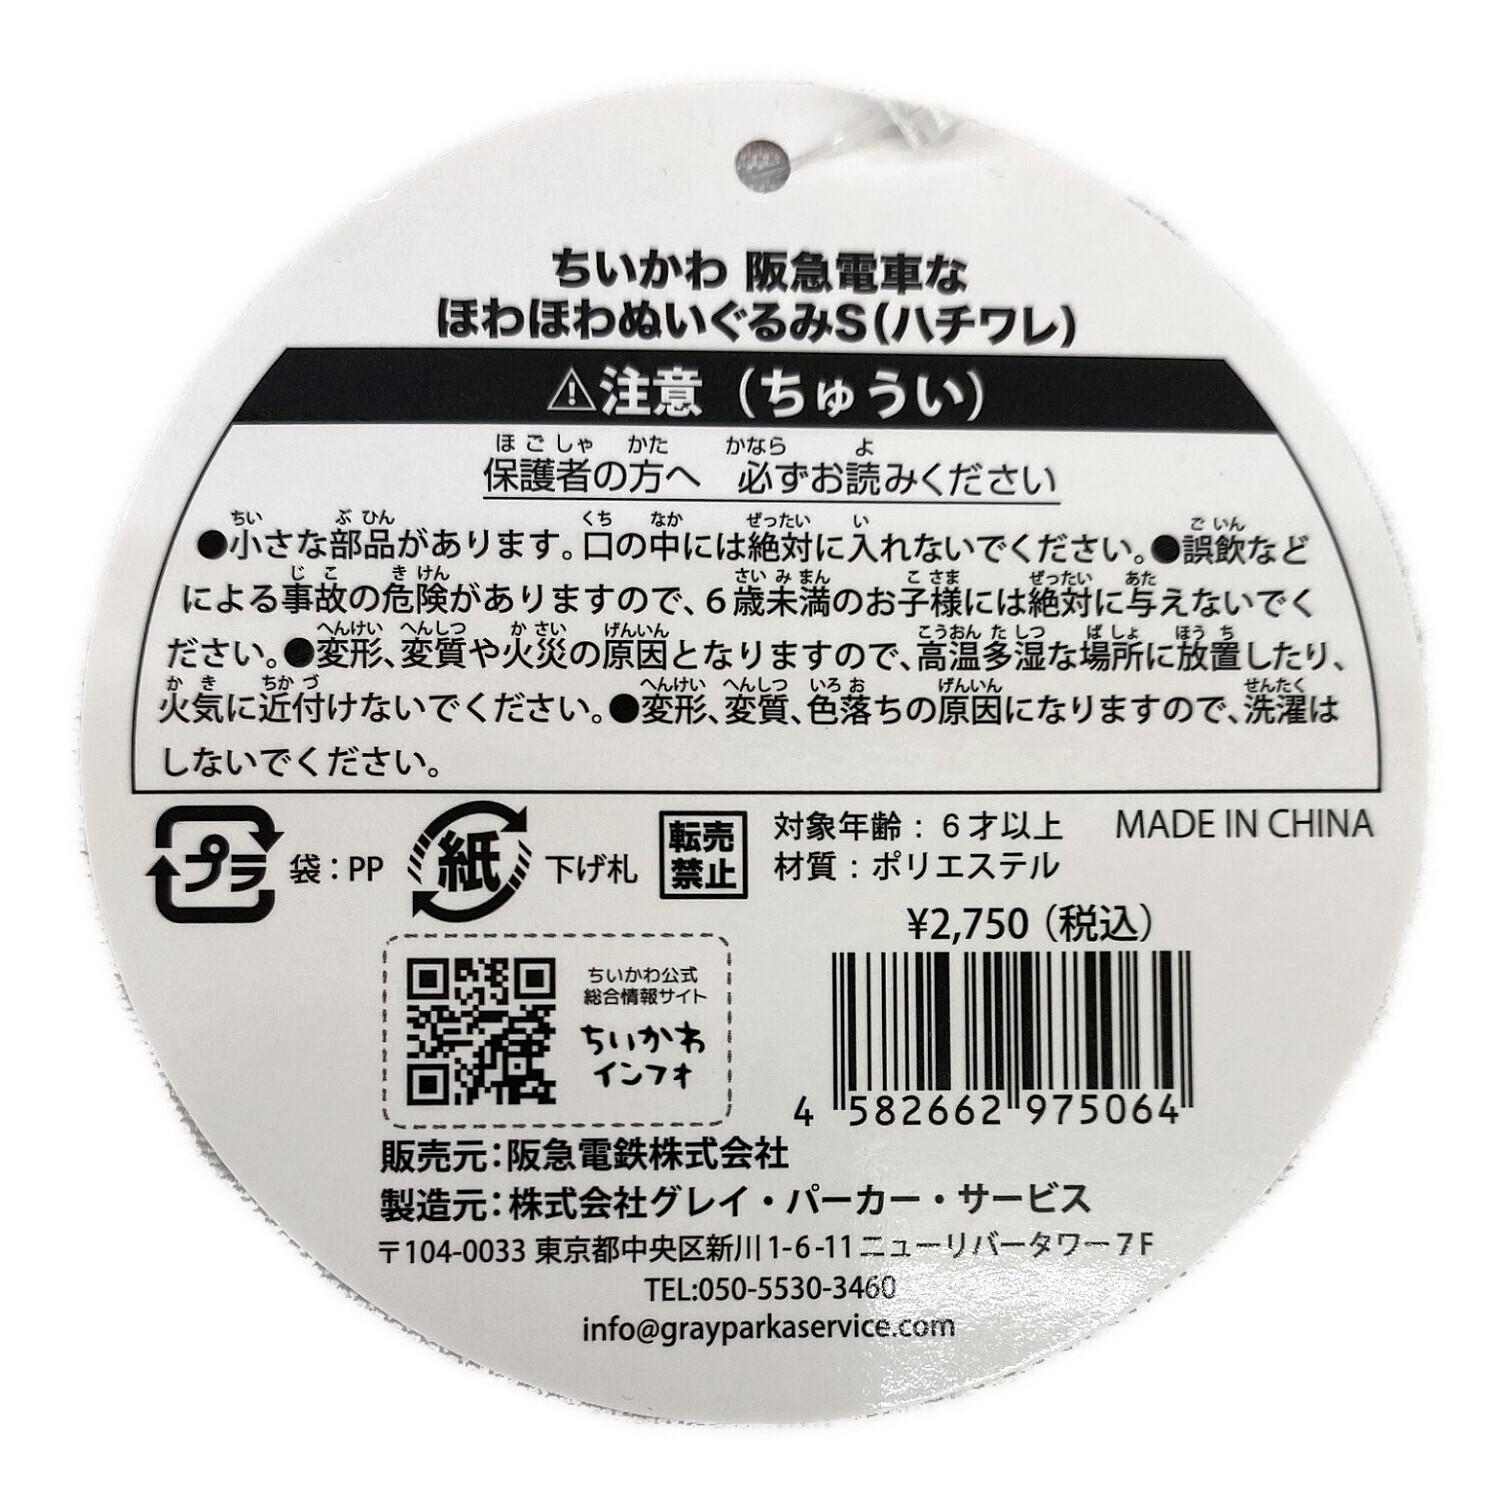 ちいかわ 阪急電車な
ほわほわぬいぐるみS(ハチワレ)
⚠注意(ちゅうい)
ほごしゃ かた かなら よ
保護者の方へ 必ずお読みください
ちい ぶひん くち なか ぜったい い ごいん
●小さな部品があります。口の中には絶対に入れないでください。●誤飲など
じこ きけん さいみまん こさま ぜったい あた
による事故の危険がありますので、6歳未満のお子様には絶対に与えないでく
へんけい へんしつ かさい げんいん こうおんたしつ ばしょ ほうち
ださい。●変形、変質や火災の原因となりますので、高温多湿な場所に放置したり、
かき ちかづ へんけい へんしつ いろお げんいん せんたく
火気に近付けないでください。●変形、変質、色落ちの原因になりますので、洗濯は
しないでください。
プラ 袋:PP 紙 下げ札
転売
禁止
対象年齢:6才以上 MADE IN CHINA
材質:ポリエステル
¥2,750(税込)
ちいかわ公式
総合情報サイト
ちいかわ
インフォ
4 582662 975064
販売元:阪急電鉄株式会社
製造元:株式会社グレイ・パーカー・サービス
〒104-0033 東京都中央区新川1-6-11ニューリバータワー7F
TEL:050-5530-3460
info@grayparkaservice.com